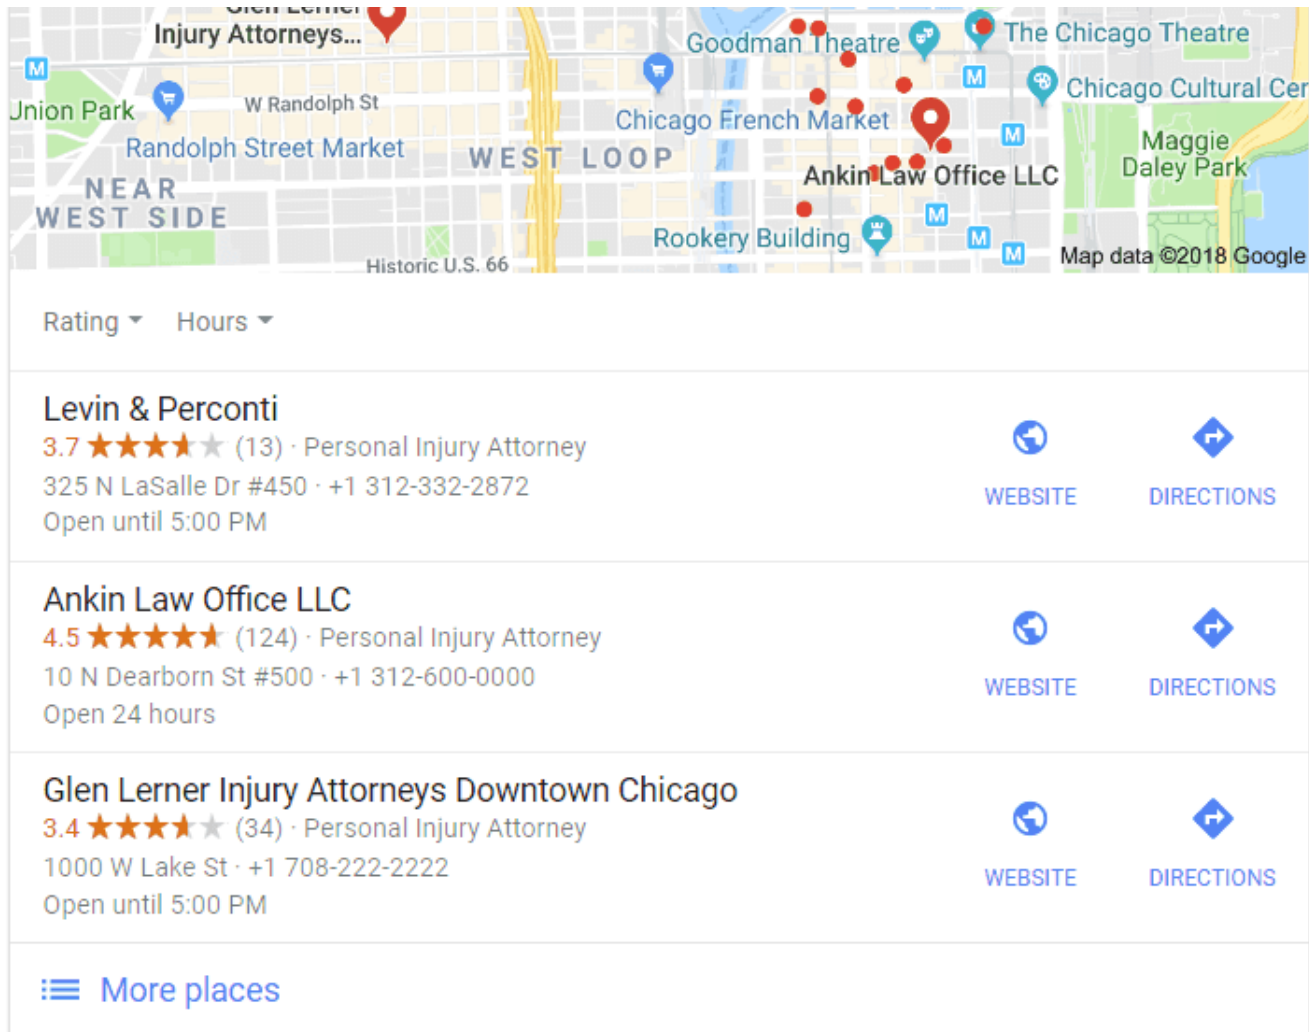 Glen Lerner
Injury Attorneys...
Goodman Theatre
The Chicago Theatre
M
M
Chicago Cultural Cer
Union Park
W Randolph St
Chicago French Market
M
Randolph Street Market
WEST LOOP
Maggie
Daley Park
Ankin Law Office LLC
NEAR
WEST SIDE
M
Rookery Building
M
M
Historic U.S. 66
Map data ©2018 Google
Rating Hours
Levin & Perconti
3.7 (13) · Personal Injury Attorney
325 N LaSalle Dr #450 · +1 312-332-2872
Open until 5:00 PM
WEBSITE DIRECTIONS
Ankin Law Office LLC
4.5 (124) · Personal Injury Attorney
10 N Dearborn St #500 · +1 312-600-0000
Open 24 hours
WEBSITE DIRECTIONS
Glen Lerner Injury Attorneys Downtown Chicago
3.4 (34) · Personal Injury Attorney
1000 W Lake St · +1 708-222-2222
Open until 5:00 PM
WEBSITE DIRECTIONS
More places